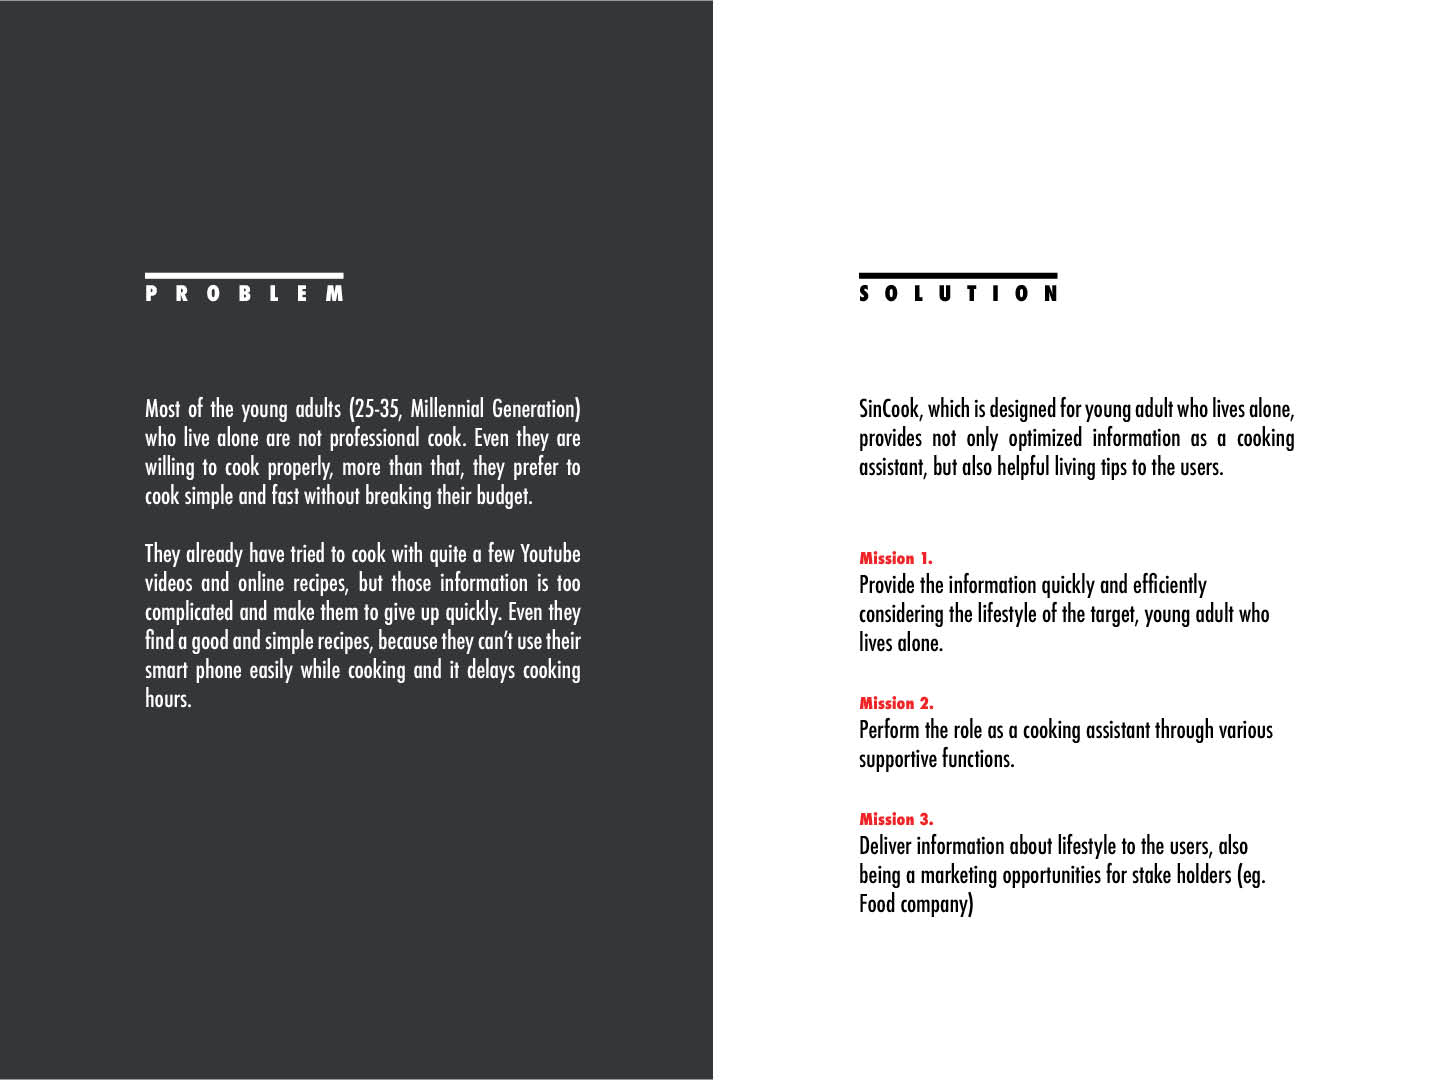 PROBLEM
Most of the young adults (25-35, Millennial Generation)
who live alone are not professional cook. Even they are
willing to cook properly, more than that, they prefer to
cook simple and fast without breaking their budget.
They already have tried to cook with quite a few Youtube
videos and online recipes, but those information is too
complicated and make them to give up quickly. Even they
find a good and simple recipes, because they can’t use their
smart phone easily while cooking and it delays cooking
hours.
SOLUTION
SinCook, which is designed for young adult who lives alone,
provides not only optimized information as a cooking
assistant, but also helpful living tips to the users.
Mission 1.
Provide the information quickly and efficiently
considering the lifestyle of the target, young adult who
lives alone.
Mission 2.
Perform the role as a cooking assistant through various
supportive functions.
Mission 3.
Deliver information about lifestyle to the users, also
being a marketing opportunities for stake holders (eg.
Food company)